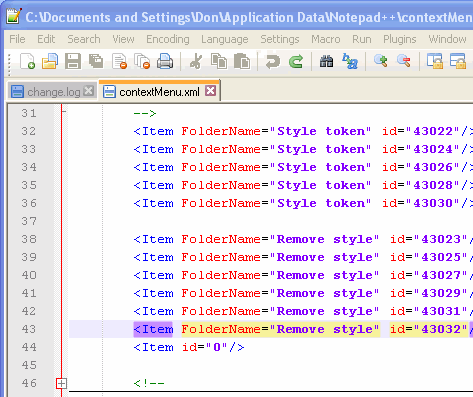 C:\Documents and Settings\Don\Application Data\Notepad++\contextMenu
File Edit Search View Encoding Language Settings Macro Run Plugins Window
change.log contextMenu.xml
31 -->
32 <Item FolderName="Style token" id="43022"/>
33 <Item FolderName="Style token" id="43024"/>
34 <Item FolderName="Style token" id="43026"/>
35 <Item FolderName="Style token" id="43028"/>
36 <Item FolderName="Style token" id="43030"/>
37
38 <Item FolderName="Remove style" id="43023"/
39 <Item FolderName="Remove style" id="43025"/
40 <Item FolderName="Remove style" id="43027"/
41 <Item FolderName="Remove style" id="43029"/
42 <Item FolderName="Remove style" id="43031"/
43 <Item FolderName="Remove style" id="43032"/
44 <Item id="0"/>
45
46 <!--